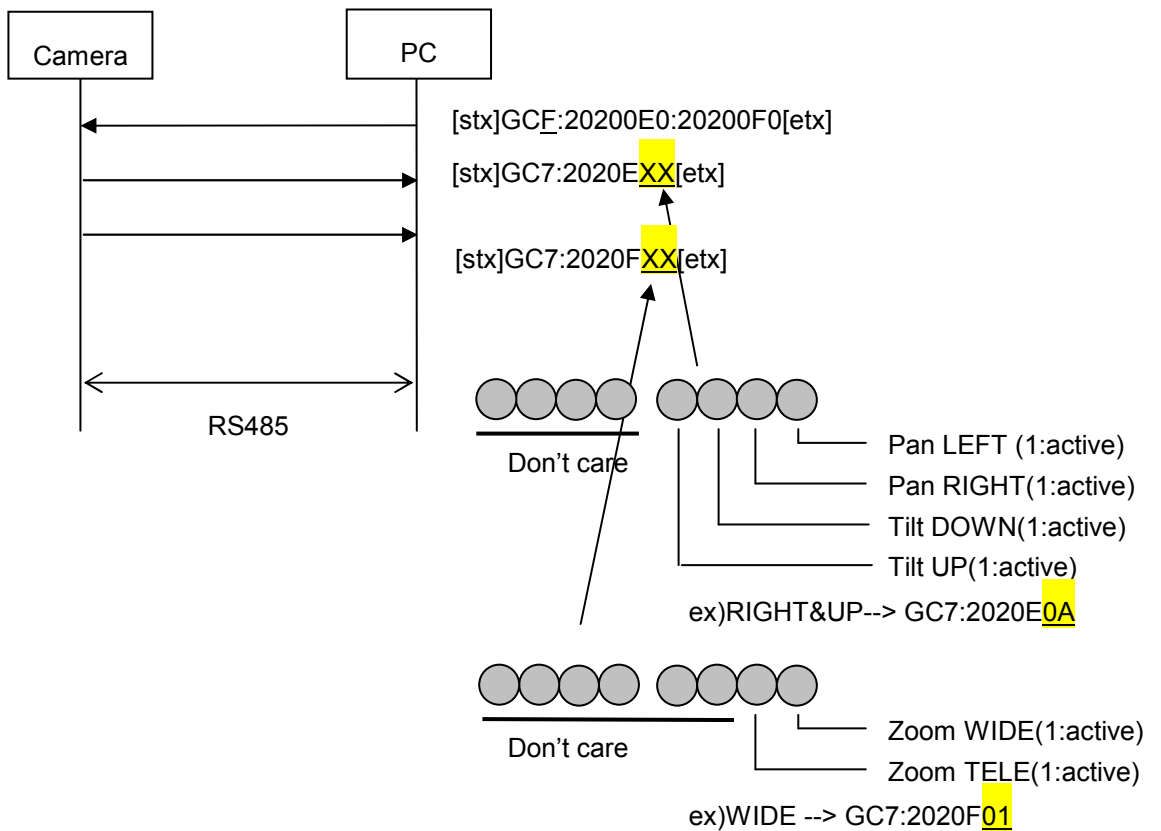 Camera
PC
[stx]GCF:20200E0:20200F0[etx]
[stx]GC7:2020EXX[etx]
[stx]GC7:2020FXX[etx]
RS485
Don't care
Pan LEFT (1:active)
Pan RIGHT(1:active)
Tilt DOWN(1:active)
Tilt UP(1:active)
ex)RIGHT&UP--> GC7:2020E0A
Don't care
Zoom WIDE(1:active)
Zoom TELE(1:active)
ex)WIDE --> GC7:2020F01